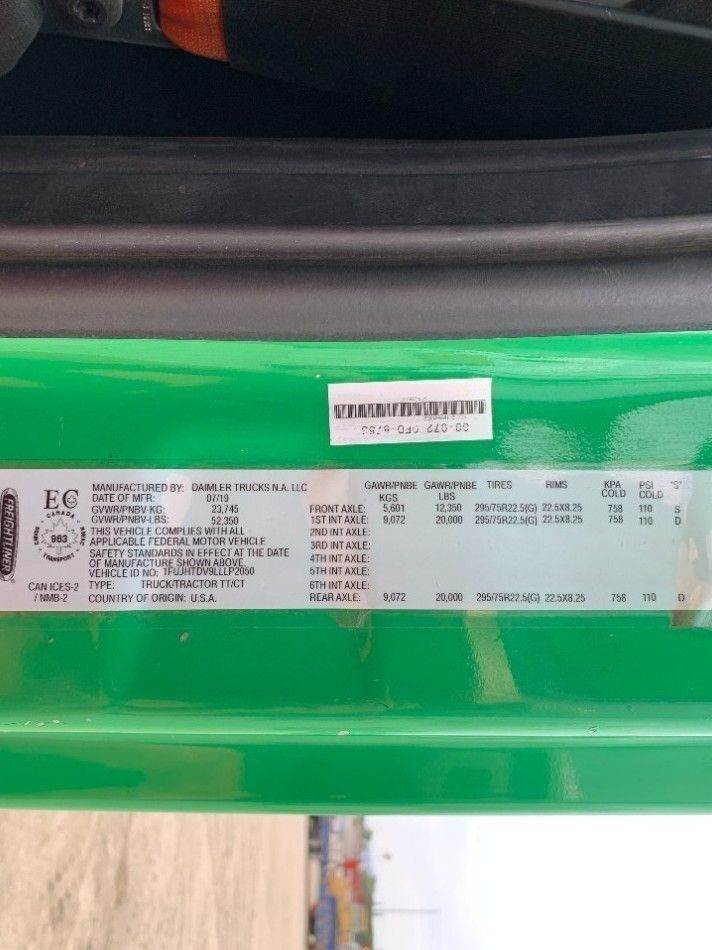 FREIGHTLINER
EC
CANADA
963
TRANSPORT
CAN ICES-2
/ NMB-2
MANUFACTURED BY: DAIMLER TRUCKS N.A. LLC
DATE OF MFR: 07/19
GVWR/PNBV-KG: 23,745
GVWR/PNBV-LBS: 52,350
THIS VEHICLE COMPLIES WITH ALL
APPLICABLE FEDERAL MOTOR VEHICLE
SAFETY STANDARDS IN EFFECT AT THE DATE
OF MANUFACTURE SHOWN ABOVE.
VEHICLE ID NO: 1FUJHTDV9LLLP2050
TYPE: TRUCK/TRACTOR TT/CT
COUNTRY OF ORIGIN: U.S.A.
GAWR/PNBE KGS GAWR/PNBE LBS TIRES RIMS KPA COLD PSI COLD "S"
FRONT AXLE: 5,601 12,350 295/75R22.5(G) 22.5X8.25 758 110 S
1ST INT AXLE: 9,072 20,000 295/75R22.5(G) 22.5X8.25 758 110 D
2ND INT AXLE:
3RD INT AXLE:
4TH INT AXLE:
5TH INT AXLE:
6TH INT AXLE:
REAR AXLE: 9,072 20,000 295/75R22.5(G) 22.5X8.25 758 110 D